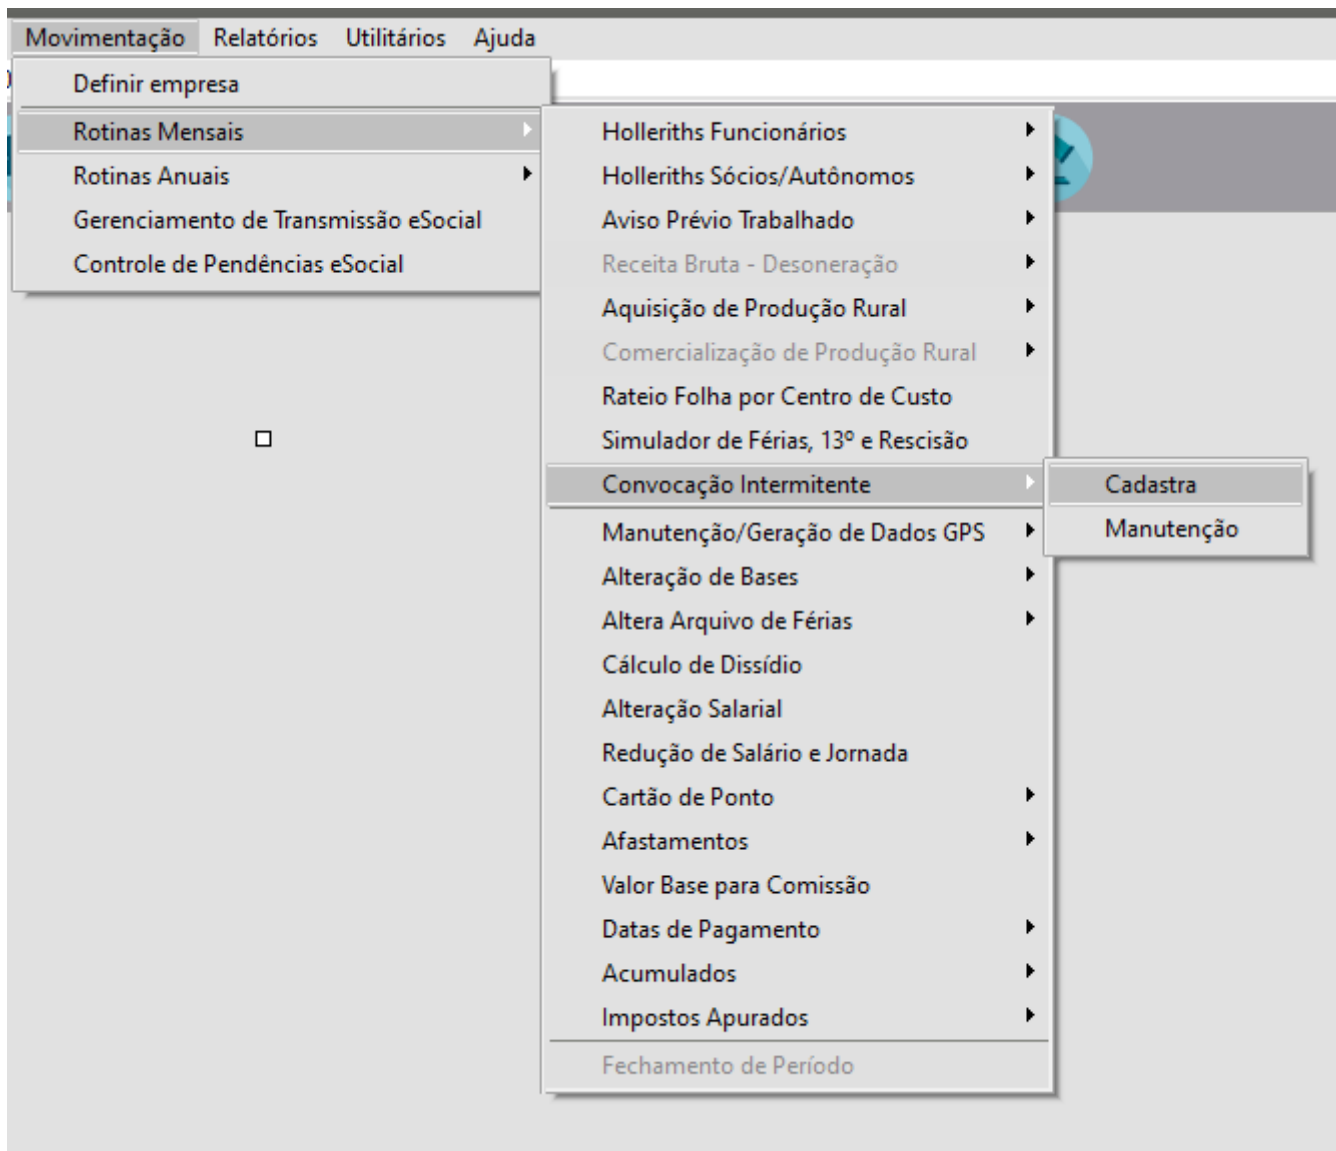 Movimentação Relatórios Utilitários Ajuda
Definir empresa
Rotinas Mensais
Rotinas Anuais
Gerenciamento de Transmissão eSocial
Controle de Pendências eSocial
Holleriths Funcionários
Holleriths Sócios/Autônomos
Aviso Prévio Trabalhado
Receita Bruta - Desoneração
Aquisição de Produção Rural
Comercialização de Produção Rural
Rateio Folha por Centro de Custo
Simulador de Férias, 13º e Rescisão
Convocação Intermitente
Manutenção/Geração de Dados GPS
Alteração de Bases
Altera Arquivo de Férias
Cálculo de Dissídio
Alteração Salarial
Redução de Salário e Jornada
Cartão de Ponto
Afastamentos
Valor Base para Comissão
Datas de Pagamento
Acumulados
Impostos Apurados
Fechamento de Período
Cadastra
Manutenção